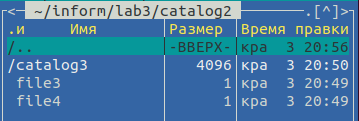 <— ~/inform/lab3/catalog2 —.[^]>
.и Имя Размер Время правки
/.. -ВВЕРХ- кра 3 20:56
/catalog3 4096 кра 3 20:50
file3 1 кра 3 20:49
file4 1 кра 3 20:49